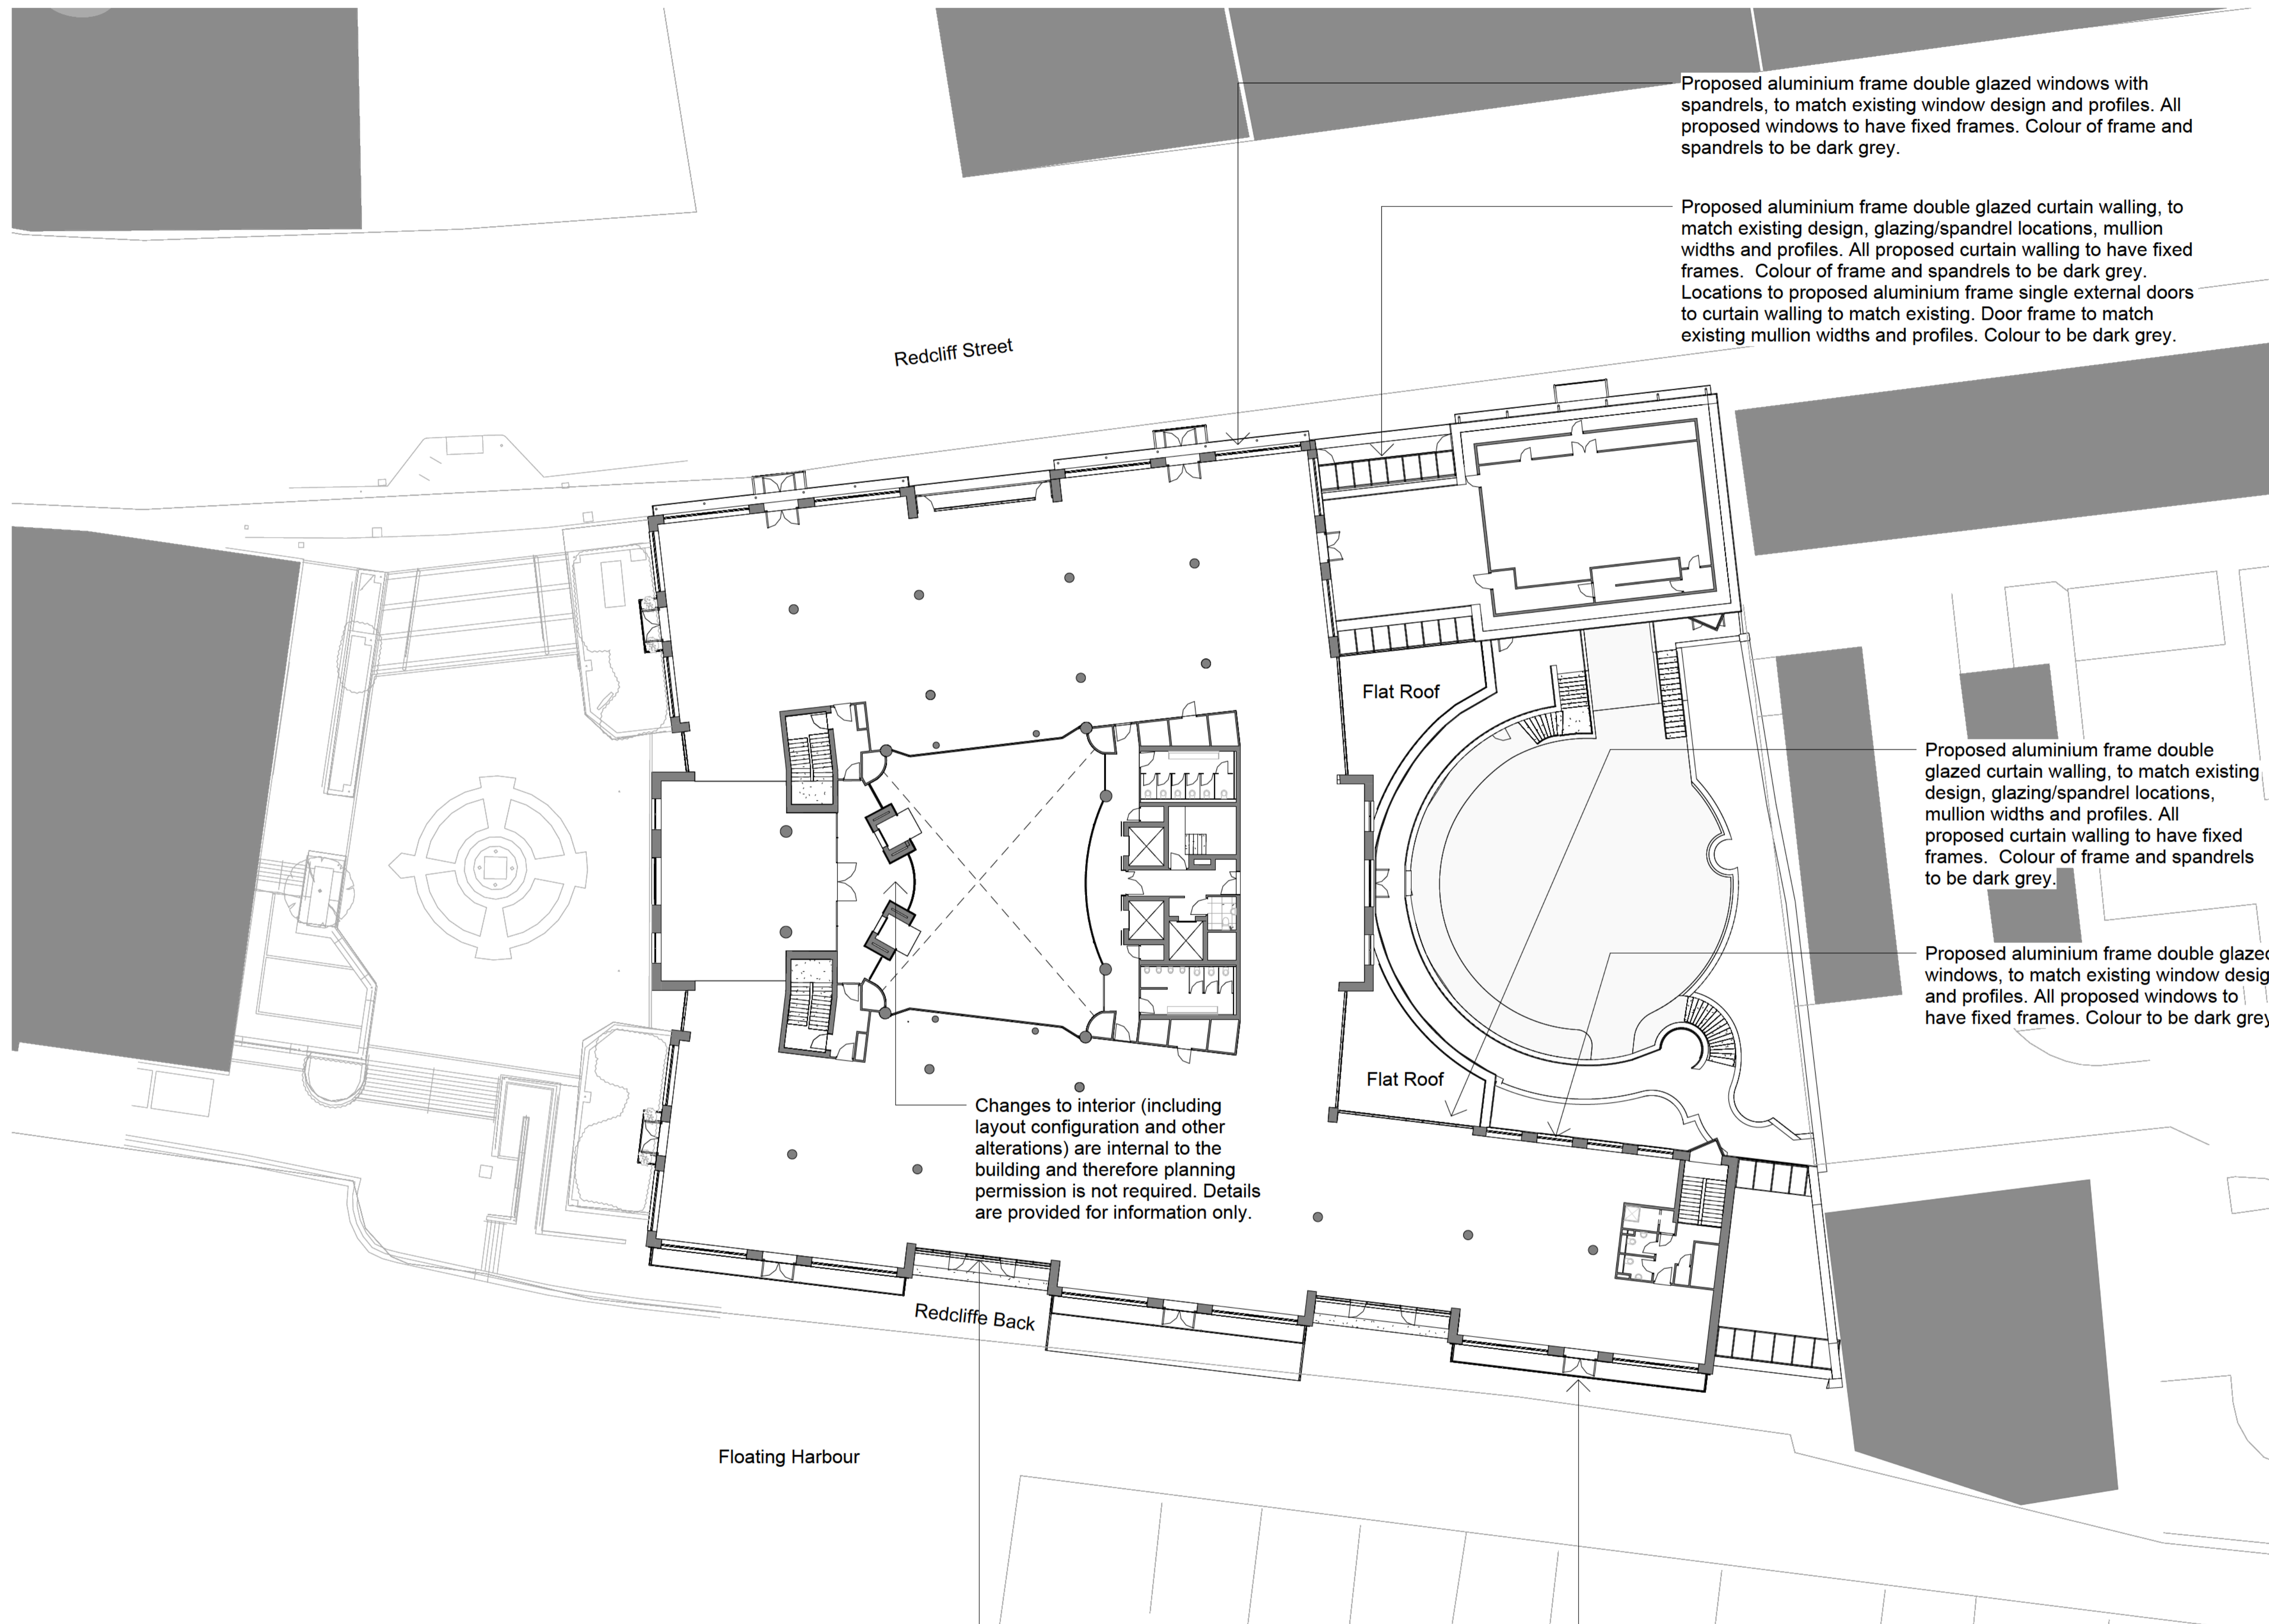 Proposed aluminium frame double glazed windows with
spandrels, to match existing window design and profiles. All
proposed windows to have fixed frames. Colour of frame and
spandrels to be dark grey.
Proposed aluminium frame double glazed curtain walling, to
match existing design, glazing/spandrel locations, mullion
widths and profiles. All proposed curtain walling to have fixed
frames.  Colour of frame and spandrels to be dark grey.
Locations to proposed aluminium frame single external doors
to curtain walling to match existing. Door frame to match
existing mullion widths and profiles. Colour to be dark grey.
Redcliff Street
Flat Roof
Proposed aluminium frame double
glazed curtain walling, to match existing
design, glazing/spandrel locations,
mullion widths and profiles. All
proposed curtain walling to have fixed
frames.  Colour of frame and spandrels
to be dark grey.
Proposed aluminium frame double glazed
windows, to match existing window desig
and profiles. All proposed windows to
have fixed frames. Colour to be dark grey
Flat Roof
Changes to interior (including
layout configuration and other
alterations) are internal to the
building and therefore planning
permission is not required. Details
are provided for information only.
Redcliffe Back
Floating Harbour